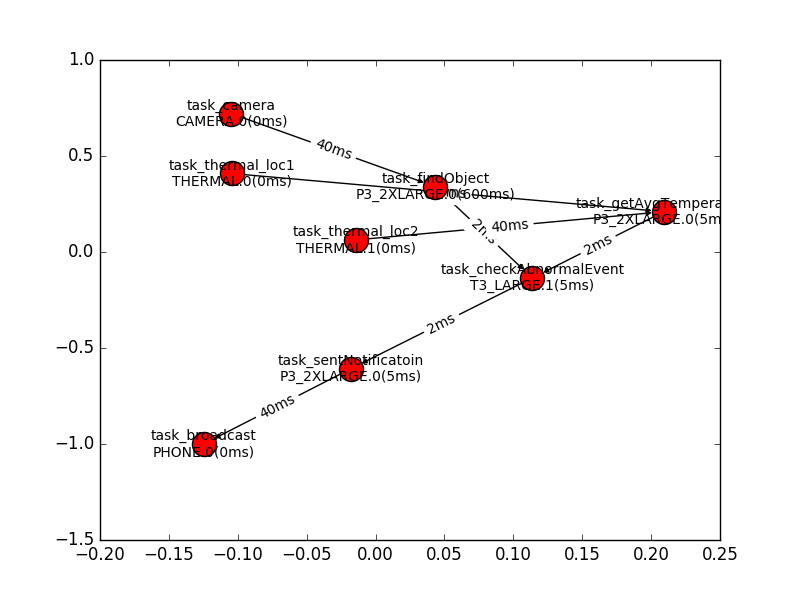 1.0
0.5
0.0
−0.5
−1.0
−1.5
−0.20
−0.15
−0.10
−0.05
0.00
0.05
0.10
0.15
0.20
0.25
task_camera
CAMERA.0(0ms)
40ms
task_thermal_loc1
THERMAL.0(0ms)
task_findObject
P3_2XLARGE.0(600ms)
task_getAvgTempera
P3_2XLARGE.0(5m
task_thermal_loc2
THERMAL.1(0ms)
40ms
2ms
2ms
task_checkAbnormalEvent
T3_LARGE.1(5ms)
2ms
task_sentNotificatoin
P3_2XLARGE.0(5ms)
40ms
task_broadcast
PHONE.0(0ms)